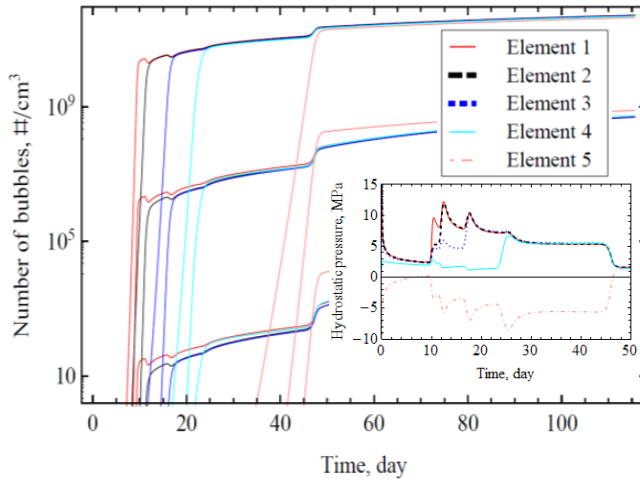 Number of bubbles, #/cm³
10⁹
10⁵
10
0
20
40
60
80
100
Time, day
Element 1
Element 2
Element 3
Element 4
Element 5
Hydrostatic pressure, MPa
15
10
5
0
−5
−10
0
10
20
30
40
50
Time, day